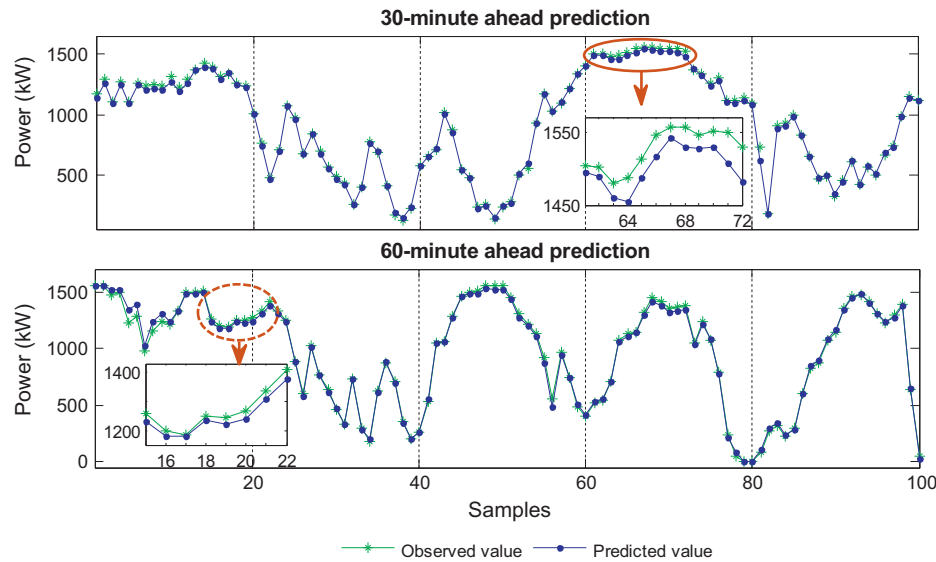 30-minute ahead prediction
Power (kW)
1500
1000
500
1550
1450
64 68 72
60-minute ahead prediction
Power (kW)
1500
1000
500
0
1400
1200
16 18 20 22
20 40 60 80 100
Samples
Observed value Predicted value